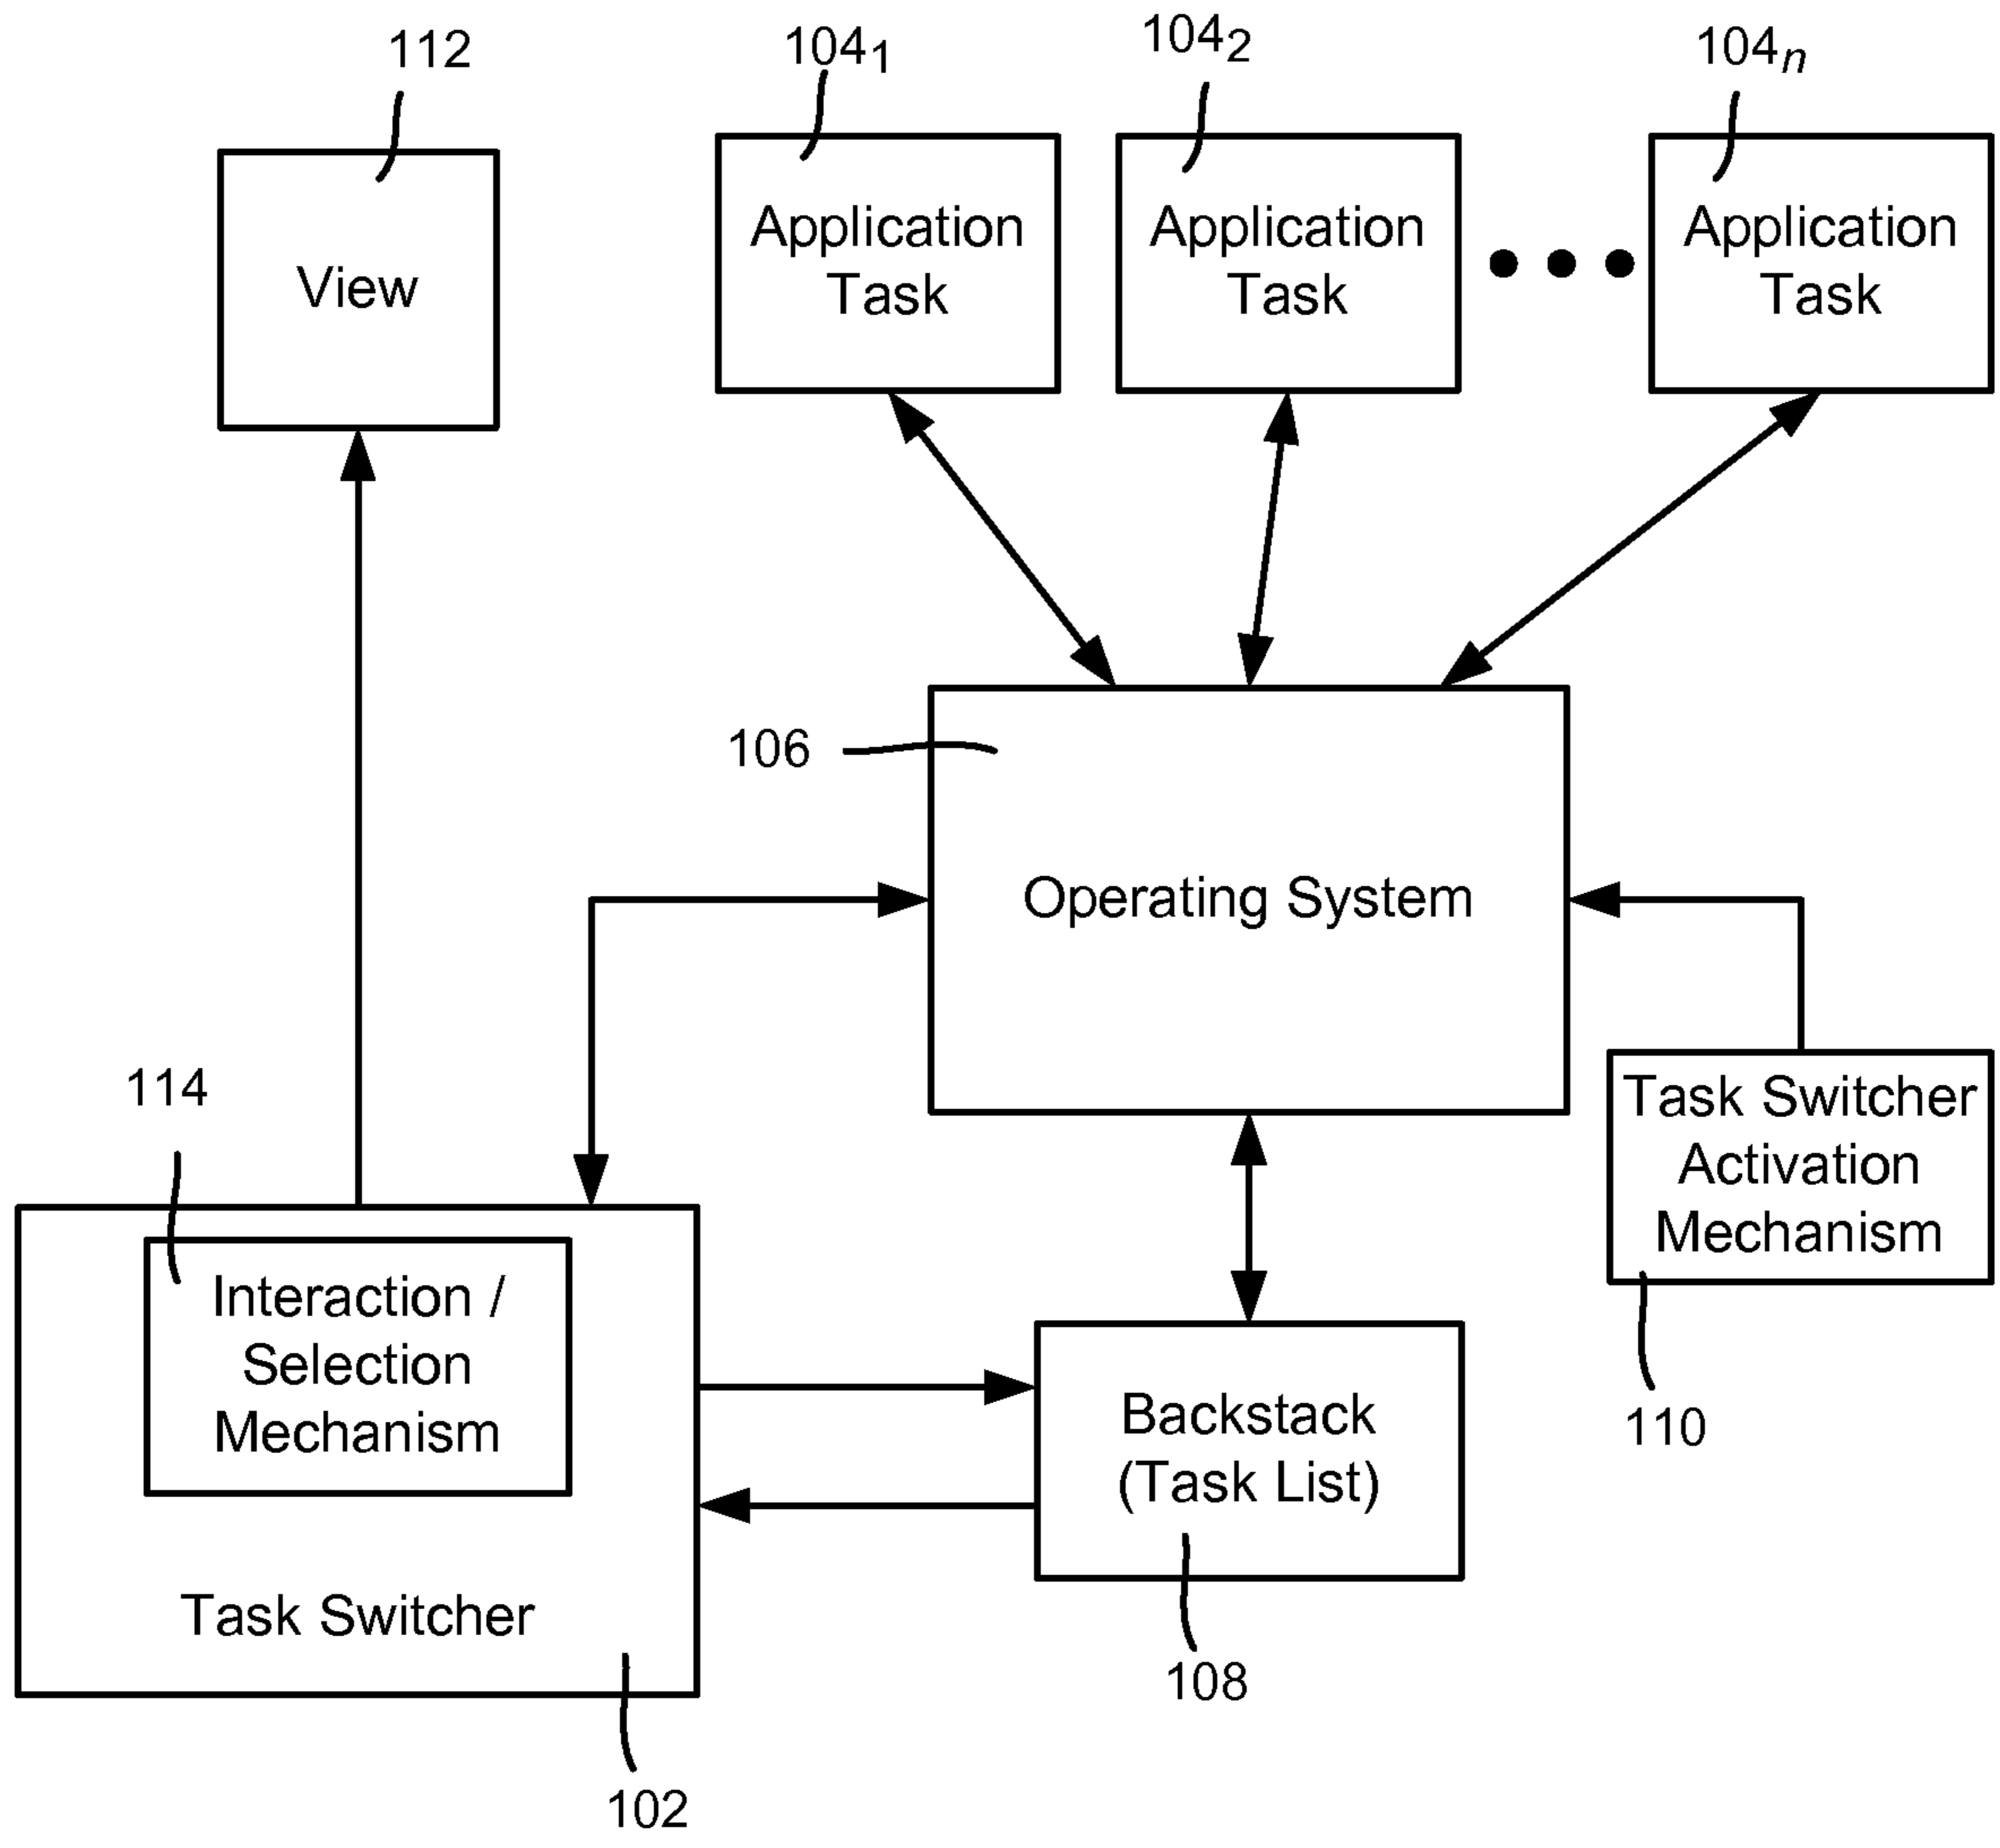 112
104₁
104₂
104ₙ
View
Application
Task
Application
Task
Application
Task
106
Operating System
114
Task Switcher
Activation
Mechanism
110
Interaction /
Selection
Mechanism
Task Switcher
102
Backstack
(Task List)
108